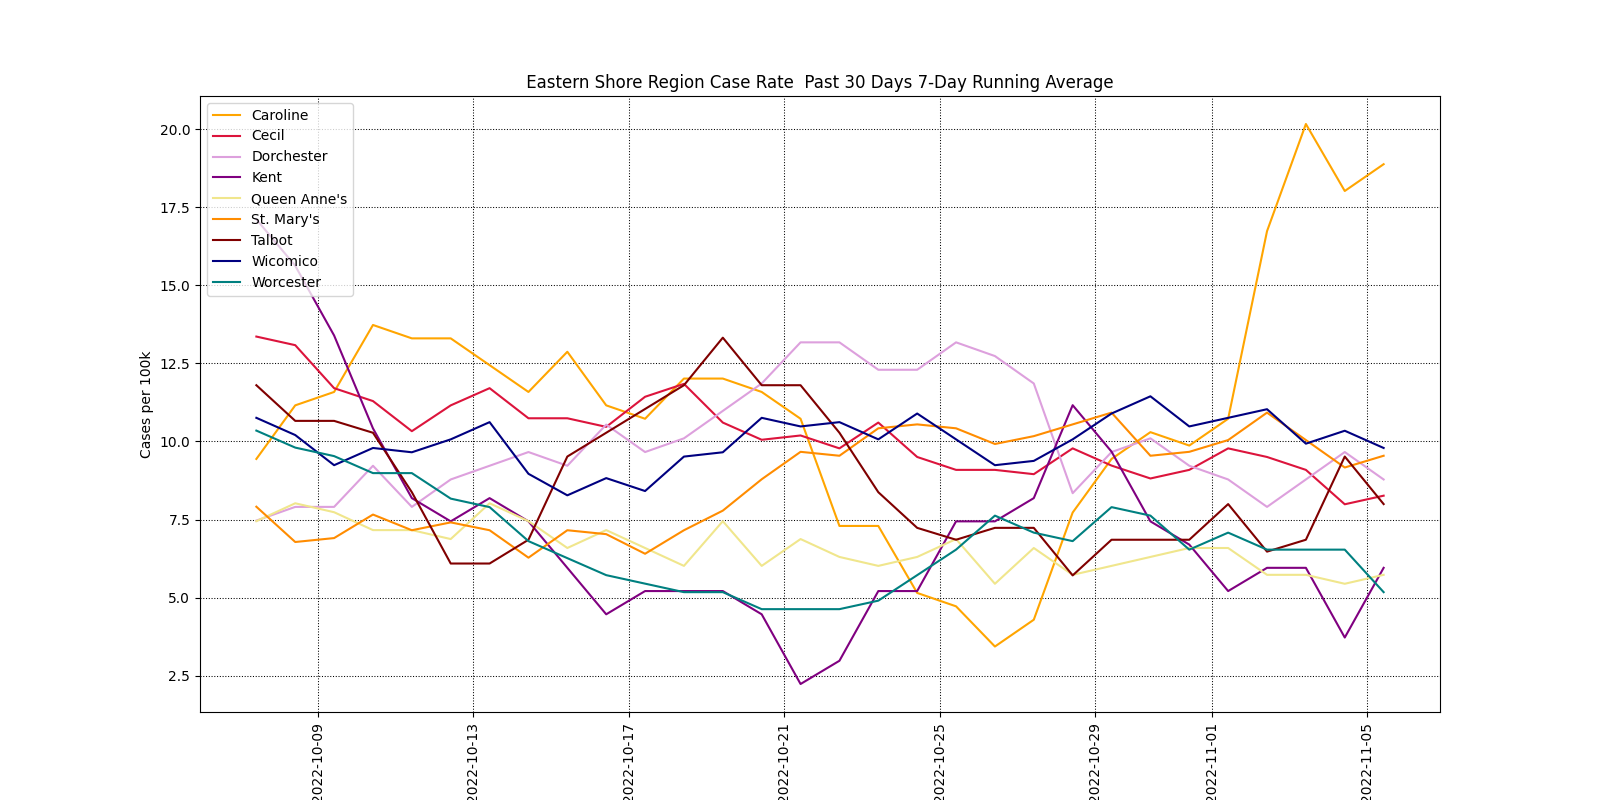 Eastern Shore Region Case Rate  Past 30 Days 7-Day Running Average
Caroline
Cecil
Dorchester
Kent
Queen Anne's
St. Mary's
Talbot
Wicomico
Worcester
Cases per 100k
20.0
17.5
15.0
12.5
10.0
7.5
5.0
2.5
2022-10-09
2022-10-13
2022-10-17
2022-10-21
2022-10-25
2022-10-29
2022-11-01
2022-11-05